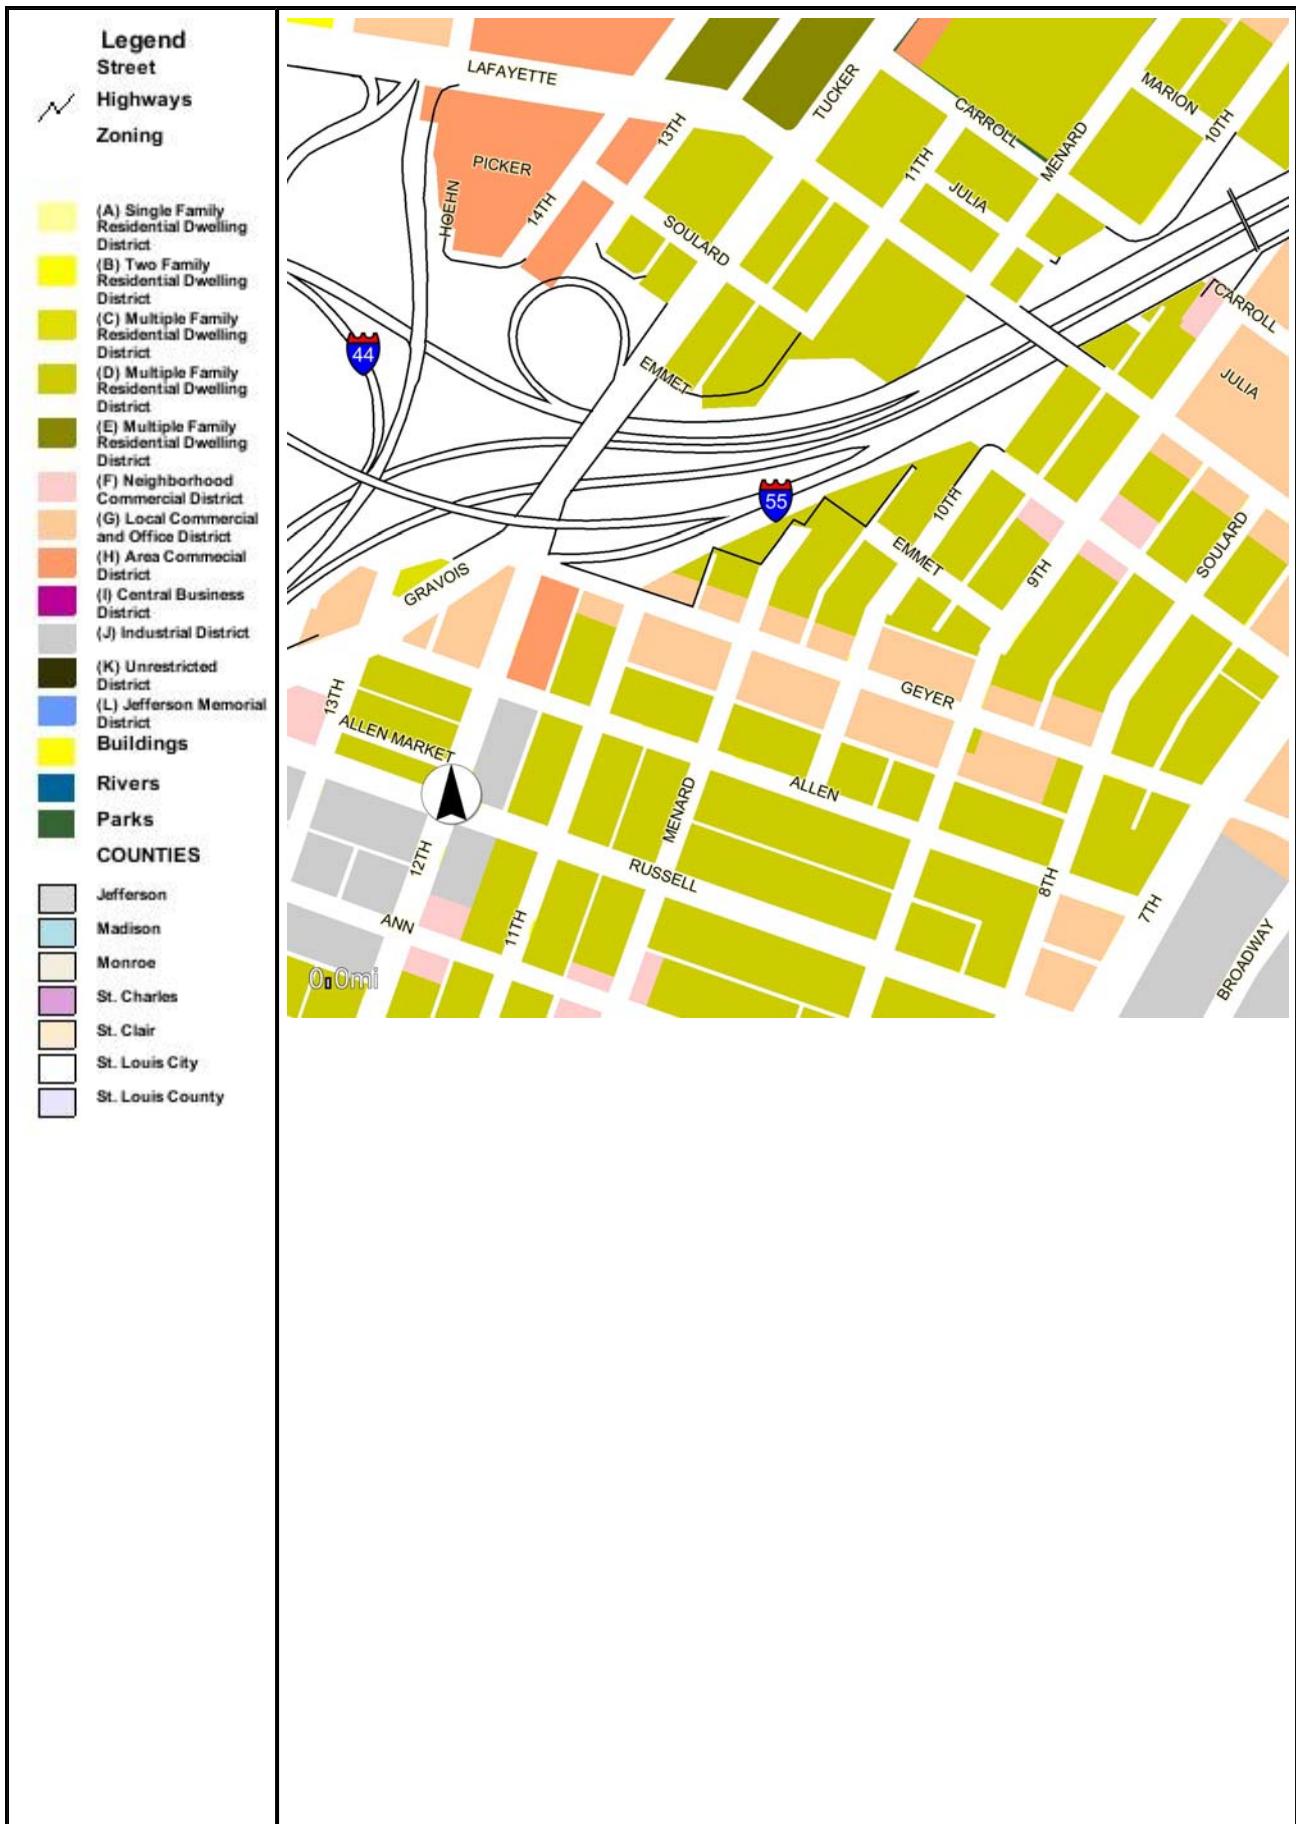 Legend
Street
Highways
Zoning
(A) Single Family
Residential Dwelling
District
(B) Two Family
Residential Dwelling
District
(C) Multiple Family
Residential Dwelling
District
(D) Multiple Family
Residential Dwelling
District
(E) Multiple Family
Residential Dwelling
District
(F) Neighborhood
Commercial District
(G) Local Commercial
and Office District
(H) Area Commecial
District
(I) Central Business
District
(J) Industrial District
(K) Unrestricted
District
(L) Jefferson Memorial
District
Buildings
Rivers
Parks
COUNTIES
Jefferson
Madison
Monroe
St. Charles
St. Clair
St. Louis City
St. Louis County
LAFAYETTE
TUCKER
MARION
CARROLL
10TH
13TH
MENARD
11TH
PICKER
JULIA
HOEHN
14TH
SOULARD
CARROLL
44
EMMET
JULIA
55
10TH
SOULARD
EMMET
9TH
GRAVOIS
13TH
GEYER
ALLEN MARKET
ALLEN
MENARD
12TH
RUSSELL
8TH
7TH
ANN
11TH
BROADWAY
0.0mi